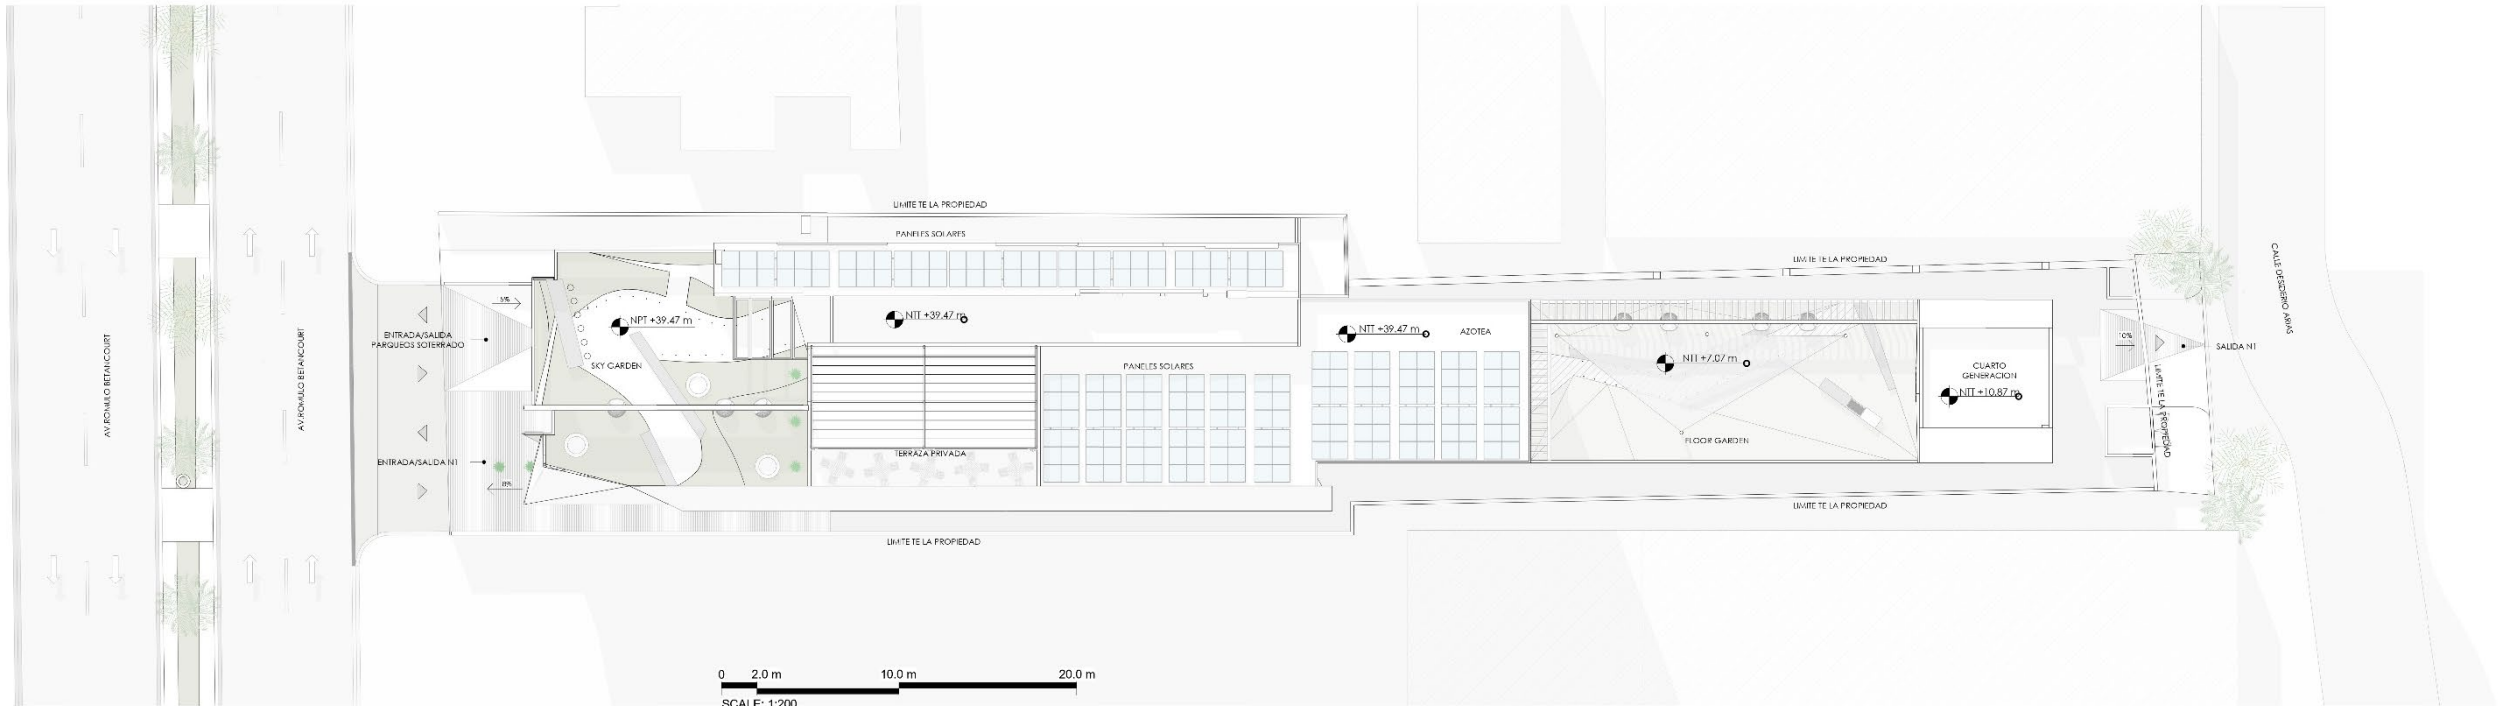 LIMITE TE LA PROPIEDAD
PANELES SOLARES
LIMITE TE LA PROPIEDAD
CALLE DESIDERIO ARIAS
NPT +39.47 m
NTT +39.47 m
NTT +39.47 m
AZOTEA
ENTRADA/SALIDA
PARQUEOS SOTERRADO
10%
SALIDA N1
AV.ROMULO BETANCOURT
AV.ROMULO BETANCOURT
SKY GARDEN
PANELES SOLARES
NTT +7.07 m
CUARTO
GENERACION
NTT +10.87 m
LIMITE TE LA PROPIEDAD
FLOOR GARDEN
TERRAZA PRIVADA
ENTRADA/SALIDA N1
LIMITE TE LA PROPIEDAD
LIMITE TE LA PROPIEDAD
0 2.0 m 10.0 m 20.0 m
SCALE: 1:200